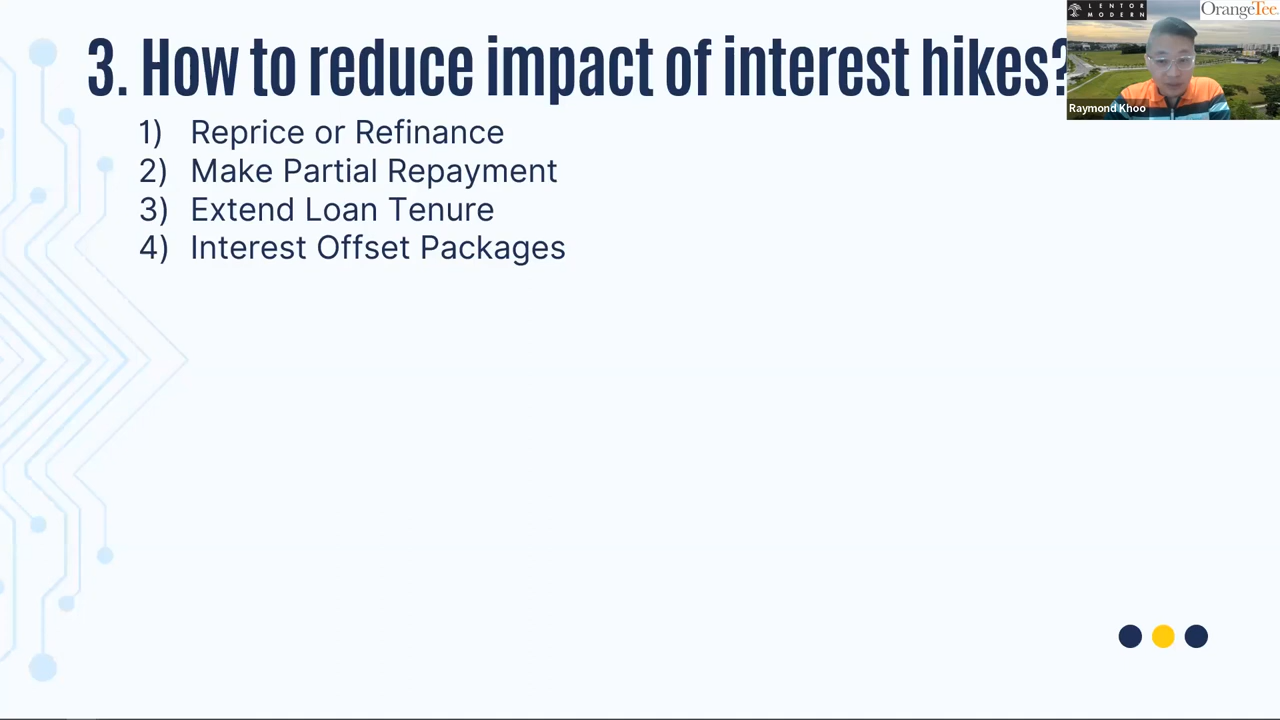 3. How to reduce impact of interest hikes?
1) Reprice or Refinance
2) Make Partial Repayment
3) Extend Loan Tenure
4) Interest Offset Packages
LENTOR
MODERN
OrangeTee
Raymond Khoo